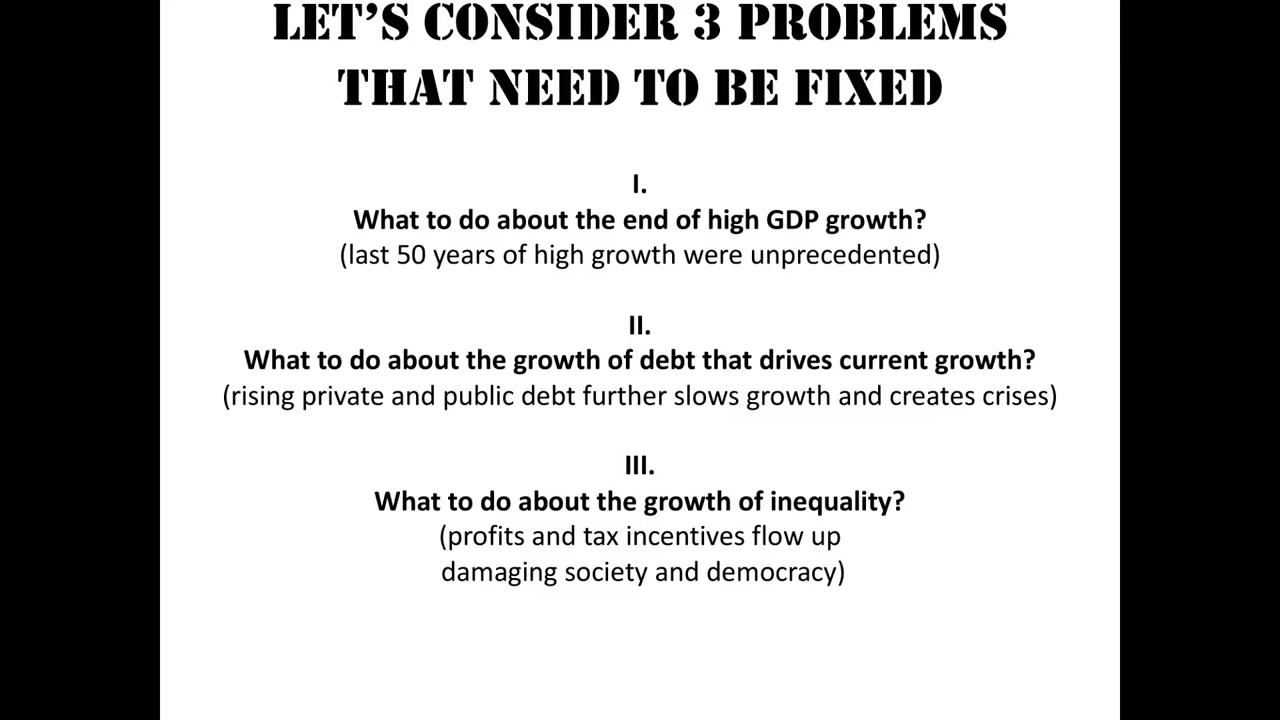 LET’S CONSIDER 3 PROBLEMS
THAT NEED TO BE FIXED
I.
What to do about the end of high GDP growth?
(last 50 years of high growth were unprecedented)
II.
What to do about the growth of debt that drives current growth?
(rising private and public debt further slows growth and creates crises)
III.
What to do about the growth of inequality?
(profits and tax incentives flow up
damaging society and democracy)